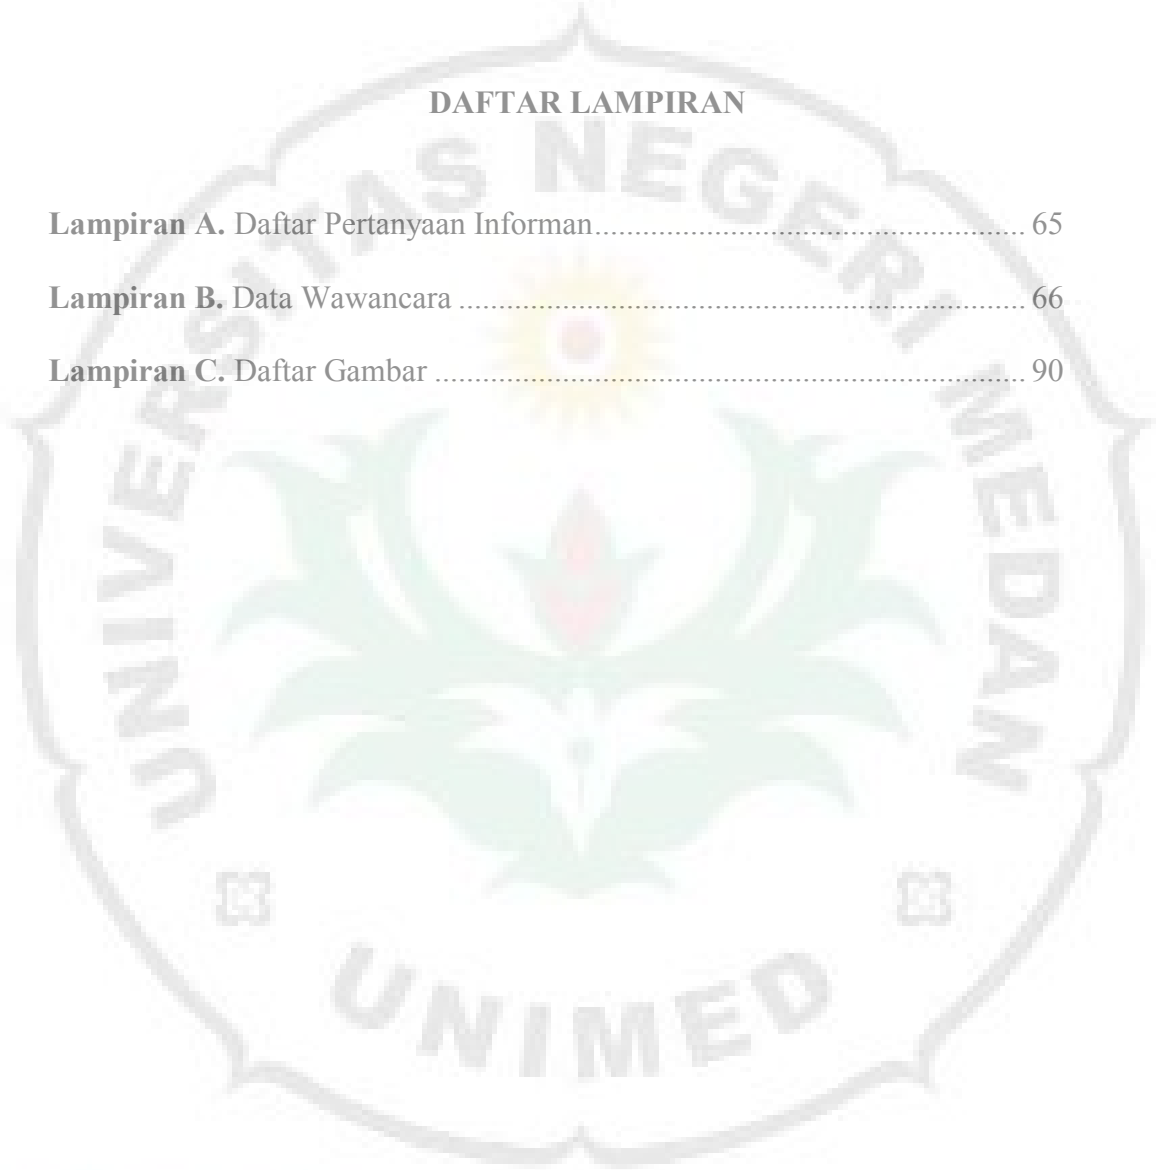 DAFTAR LAMPIRAN
Lampiran A. Daftar Pertanyaan Informan...................................................... 65
Lampiran B. Data Wawancara ....................................................................... 66
Lampiran C. Daftar Gambar .......................................................................... 90
UNIVERSITAS NEGERI MEDAN
UNIMED